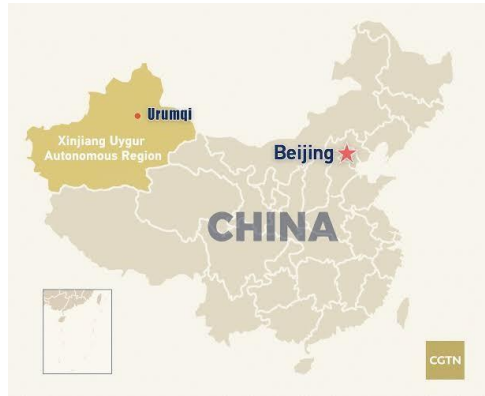 Urumqi
Xinjiang Uygur
Autonomous Region
Beijing
CHINA
CGTN